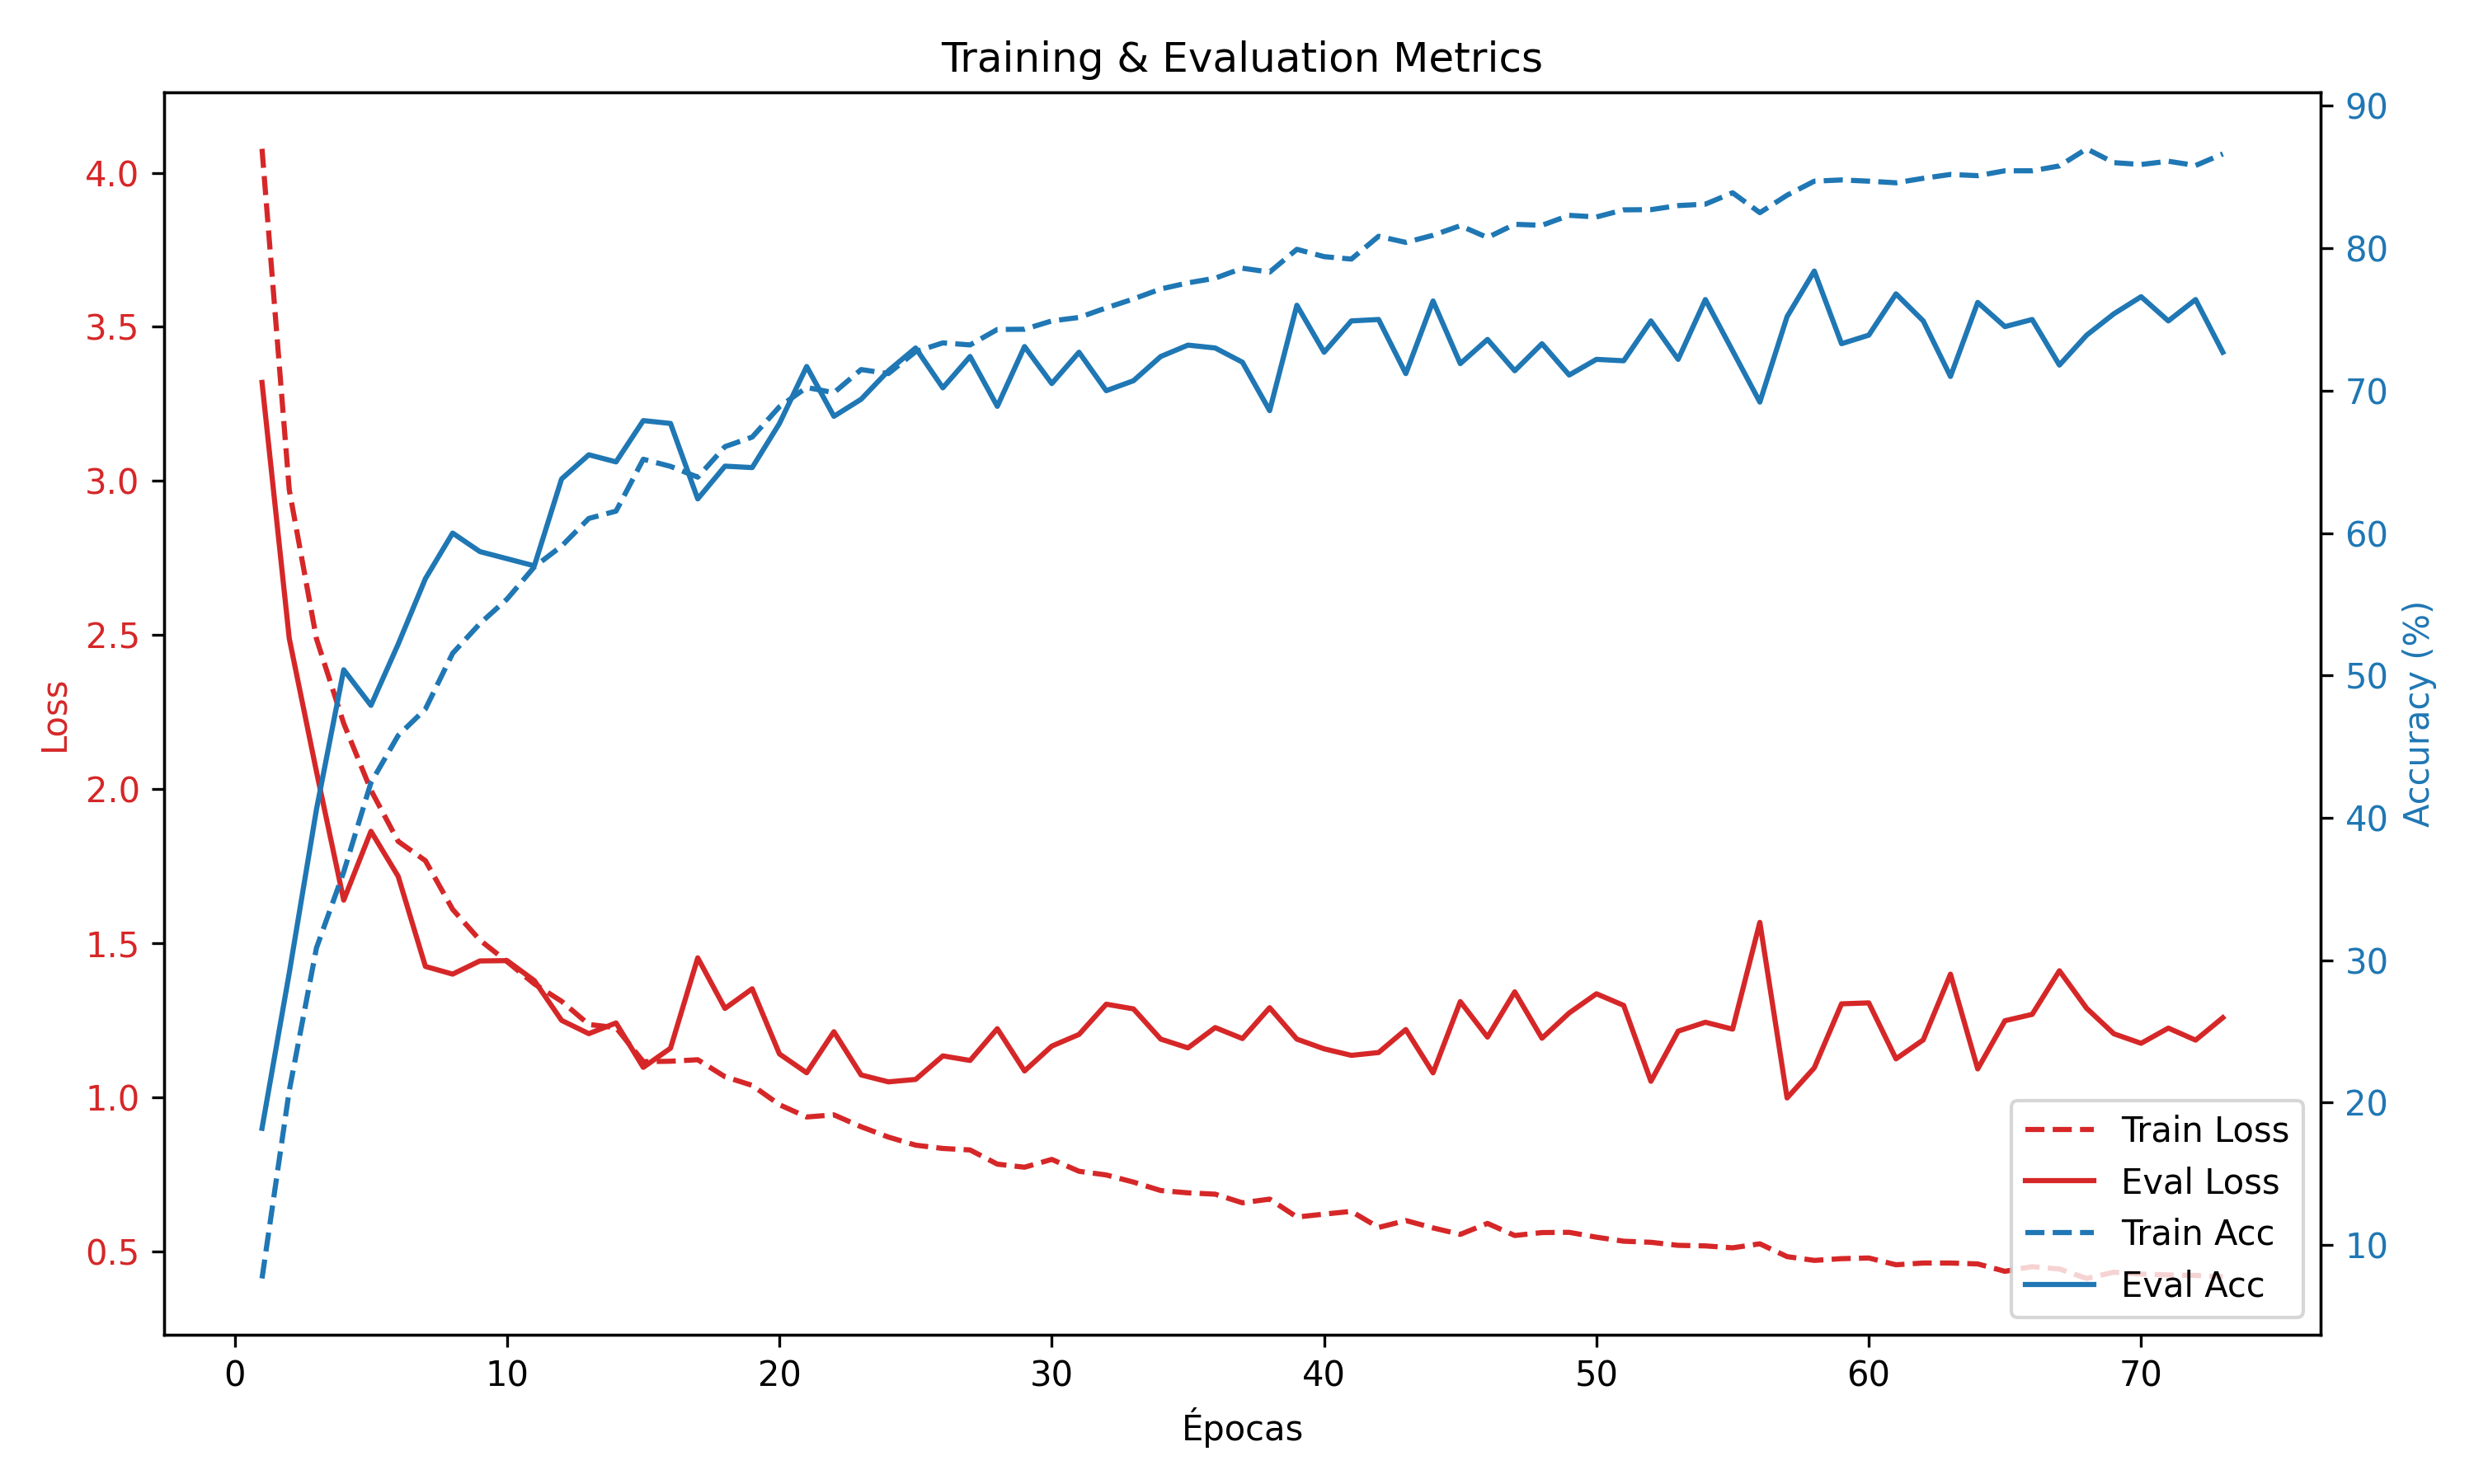 Training & Evaluation Metrics
4.0
3.5
3.0
2.5
2.0
1.5
1.0
0.5
Loss
90
80
70
60
50
40
30
20
10
Accuracy (%)
Train Loss
Eval Loss
Train Acc
Eval Acc
0 10 20 30 40 50 60 70
Épocas